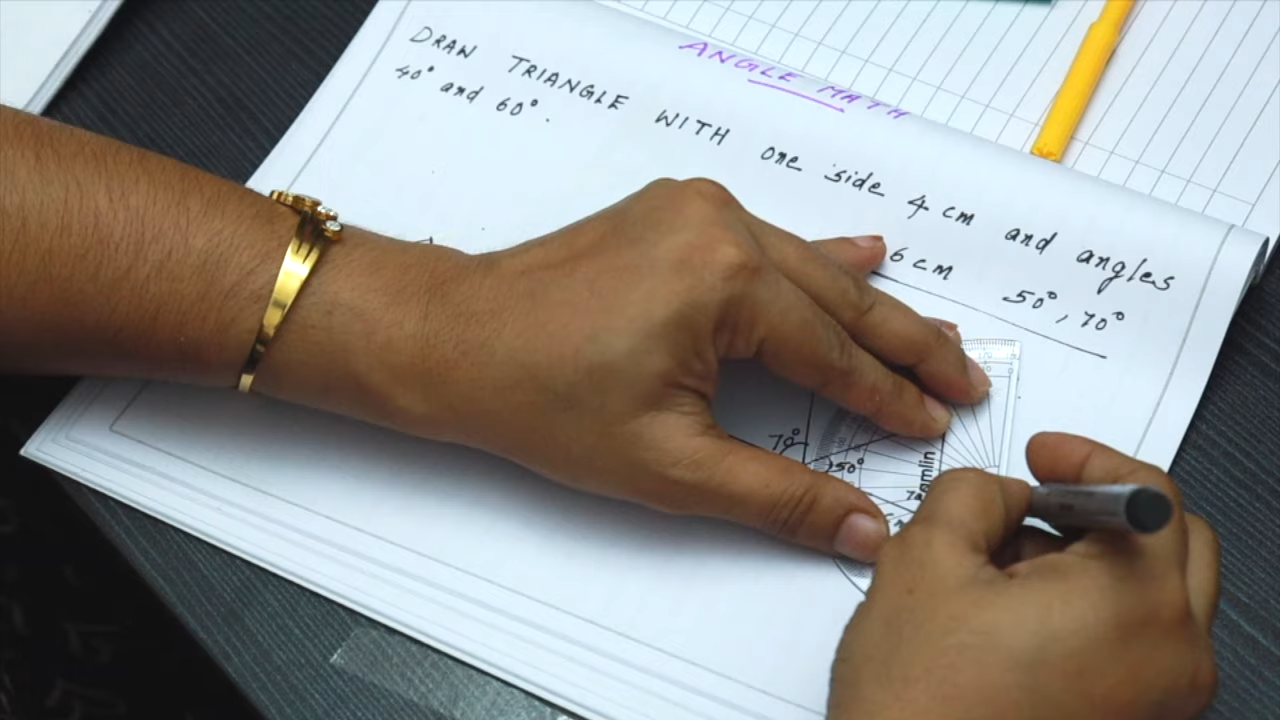 ANGLE MATH
DRAW TRIANGLE WITH one side 4 cm and angles
40° and 60°.
6 cm 50°, 70°
70°
50°